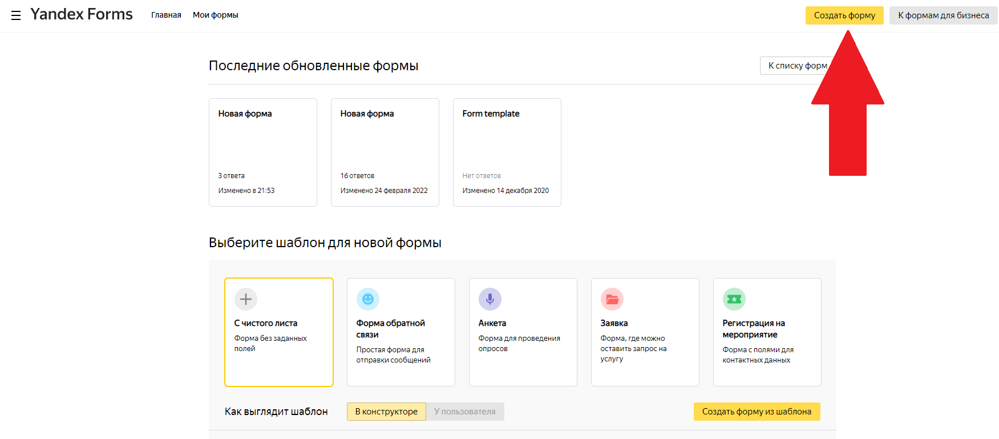 Yandex Forms Главная Мои формы Создать форму К формам для бизнеса
Последние обновленные формы К списку форм
Новая форма Новая форма Form template
3 ответа 16 ответов Нет ответов
Изменено в 21:53 Изменено 24 февраля 2022 Изменено 14 декабря 2020
Выберите шаблон для новой формы
С чистого листа
Форма без заданных
полей
Форма обратной
связи
Простая форма для
отправки сообщений
Анкета
Форма для проведения
опросов
Заявка
Форма, где можно
оставить запрос на
услугу
Регистрация на
мероприятие
Форма с полями для
контактных данных
Как выглядит шаблон В конструкторе У пользователя Создать форму из шаблона